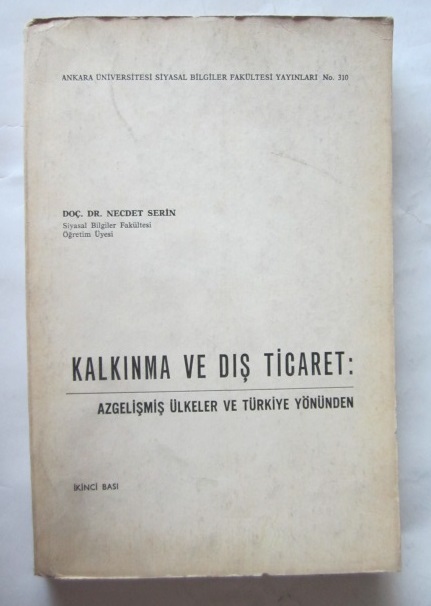 ANKARA ÜNİVERSİTESİ SİYASAL BİLGİLER FAKÜLTESİ YAYINLARI No. 310
DOÇ. DR. NECDET SERİN
Siyasal Bilgiler Fakültesi
Öğretim Üyesi
KALKINMA VE DIŞ TİCARET:
AZGELİŞMİŞ ÜLKELER VE TÜRKİYE YÖNÜNDEN
İKİNCİ BASI